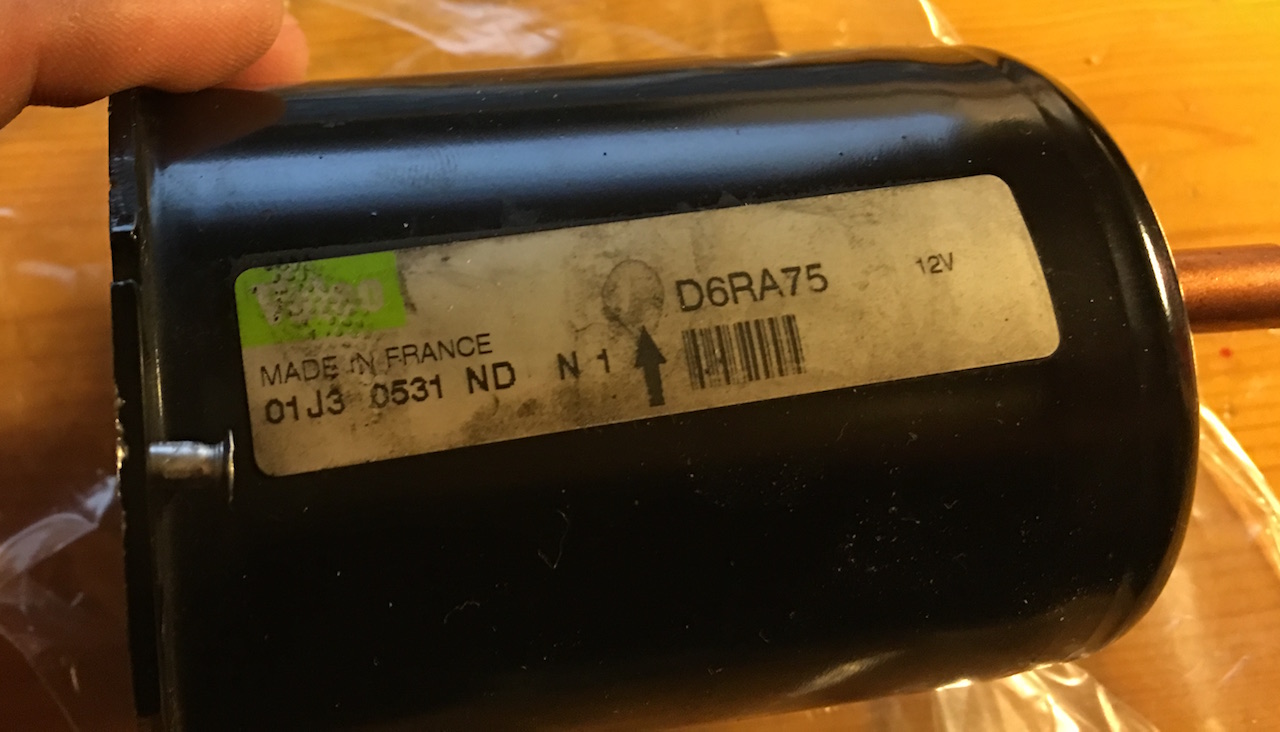 D6RA75
12V
MADE IN FRANCE
01J3 0531 ND N 1